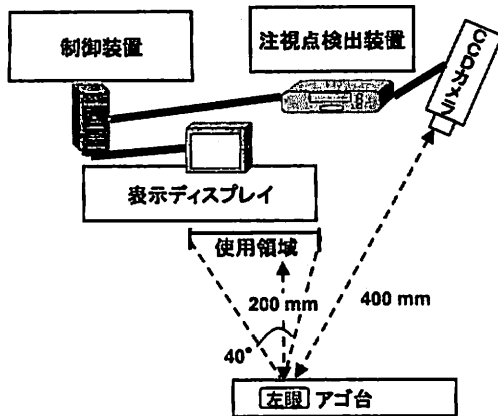 制御装置
注視点検出装置
CCDカメラ
表示ディスプレイ
使用領域
200 mm
400 mm
40°
左眼 アゴ台